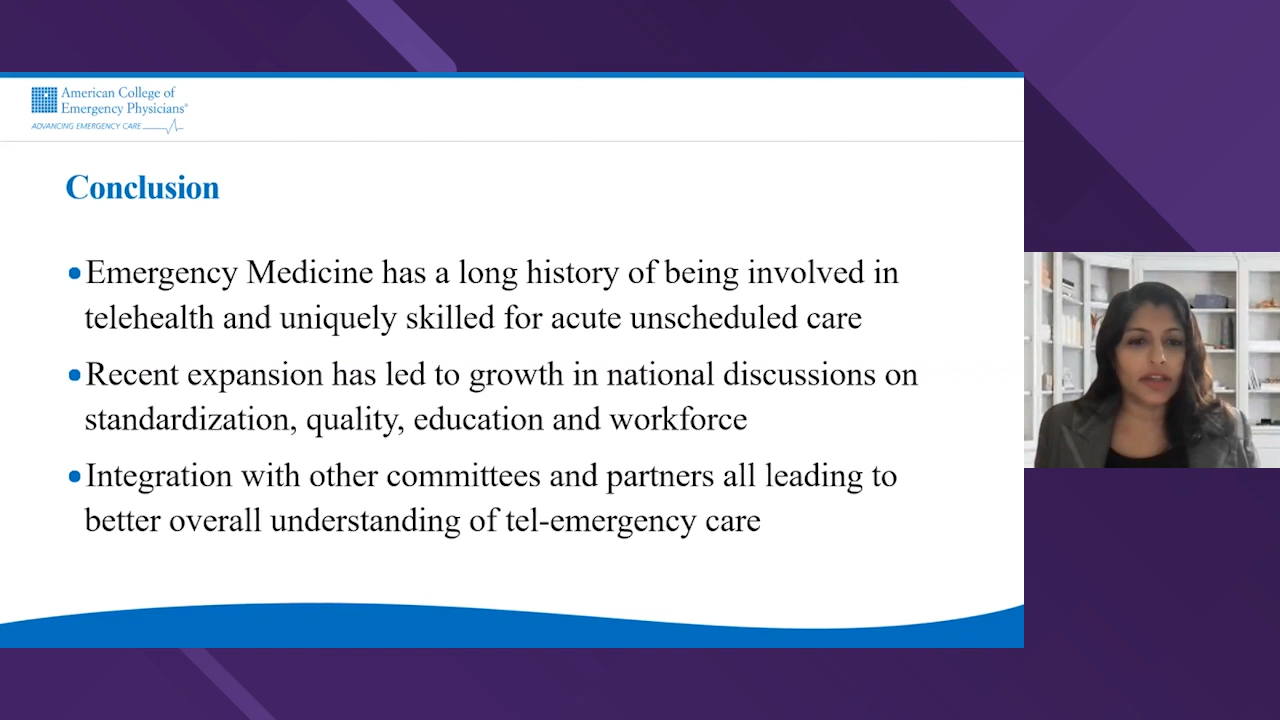 American College of
Emergency Physicians®
ADVANCING EMERGENCY CARE
Conclusion
•Emergency Medicine has a long history of being involved in
telehealth and uniquely skilled for acute unscheduled care
•Recent expansion has led to growth in national discussions on
standardization, quality, education and workforce
•Integration with other committees and partners all leading to
better overall understanding of tel-emergency care